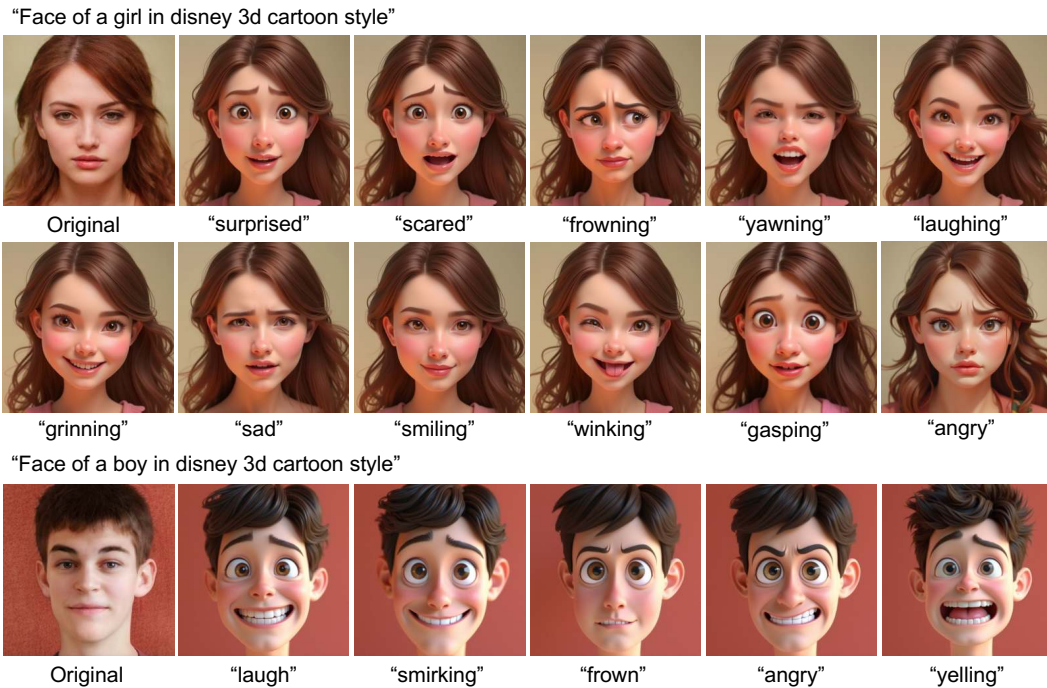 “Face of a girl in disney 3d cartoon style”
Original “surprised” “scared” “frowning” “yawning” “laughing”
“grinning” “sad” “smiling” “winking” “gasping” “angry”
“Face of a boy in disney 3d cartoon style”
Original “laugh” “smirking” “frown” “angry” “yelling”